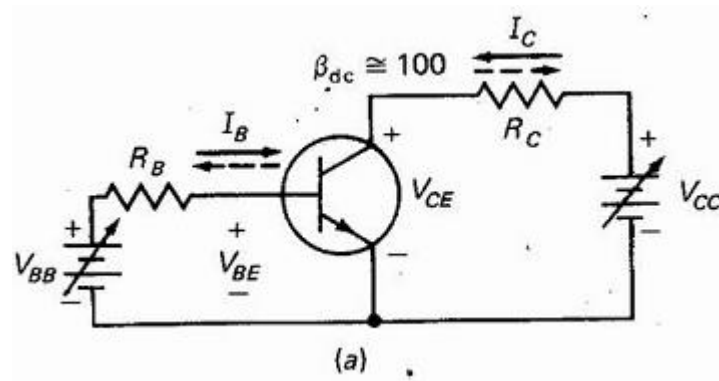 I_C
β_dc ≅ 100
I_B
R_B
R_C
+
+
V_CE
V_CC
+
+
V_BB
V_BE
−
−
−
−
(a)